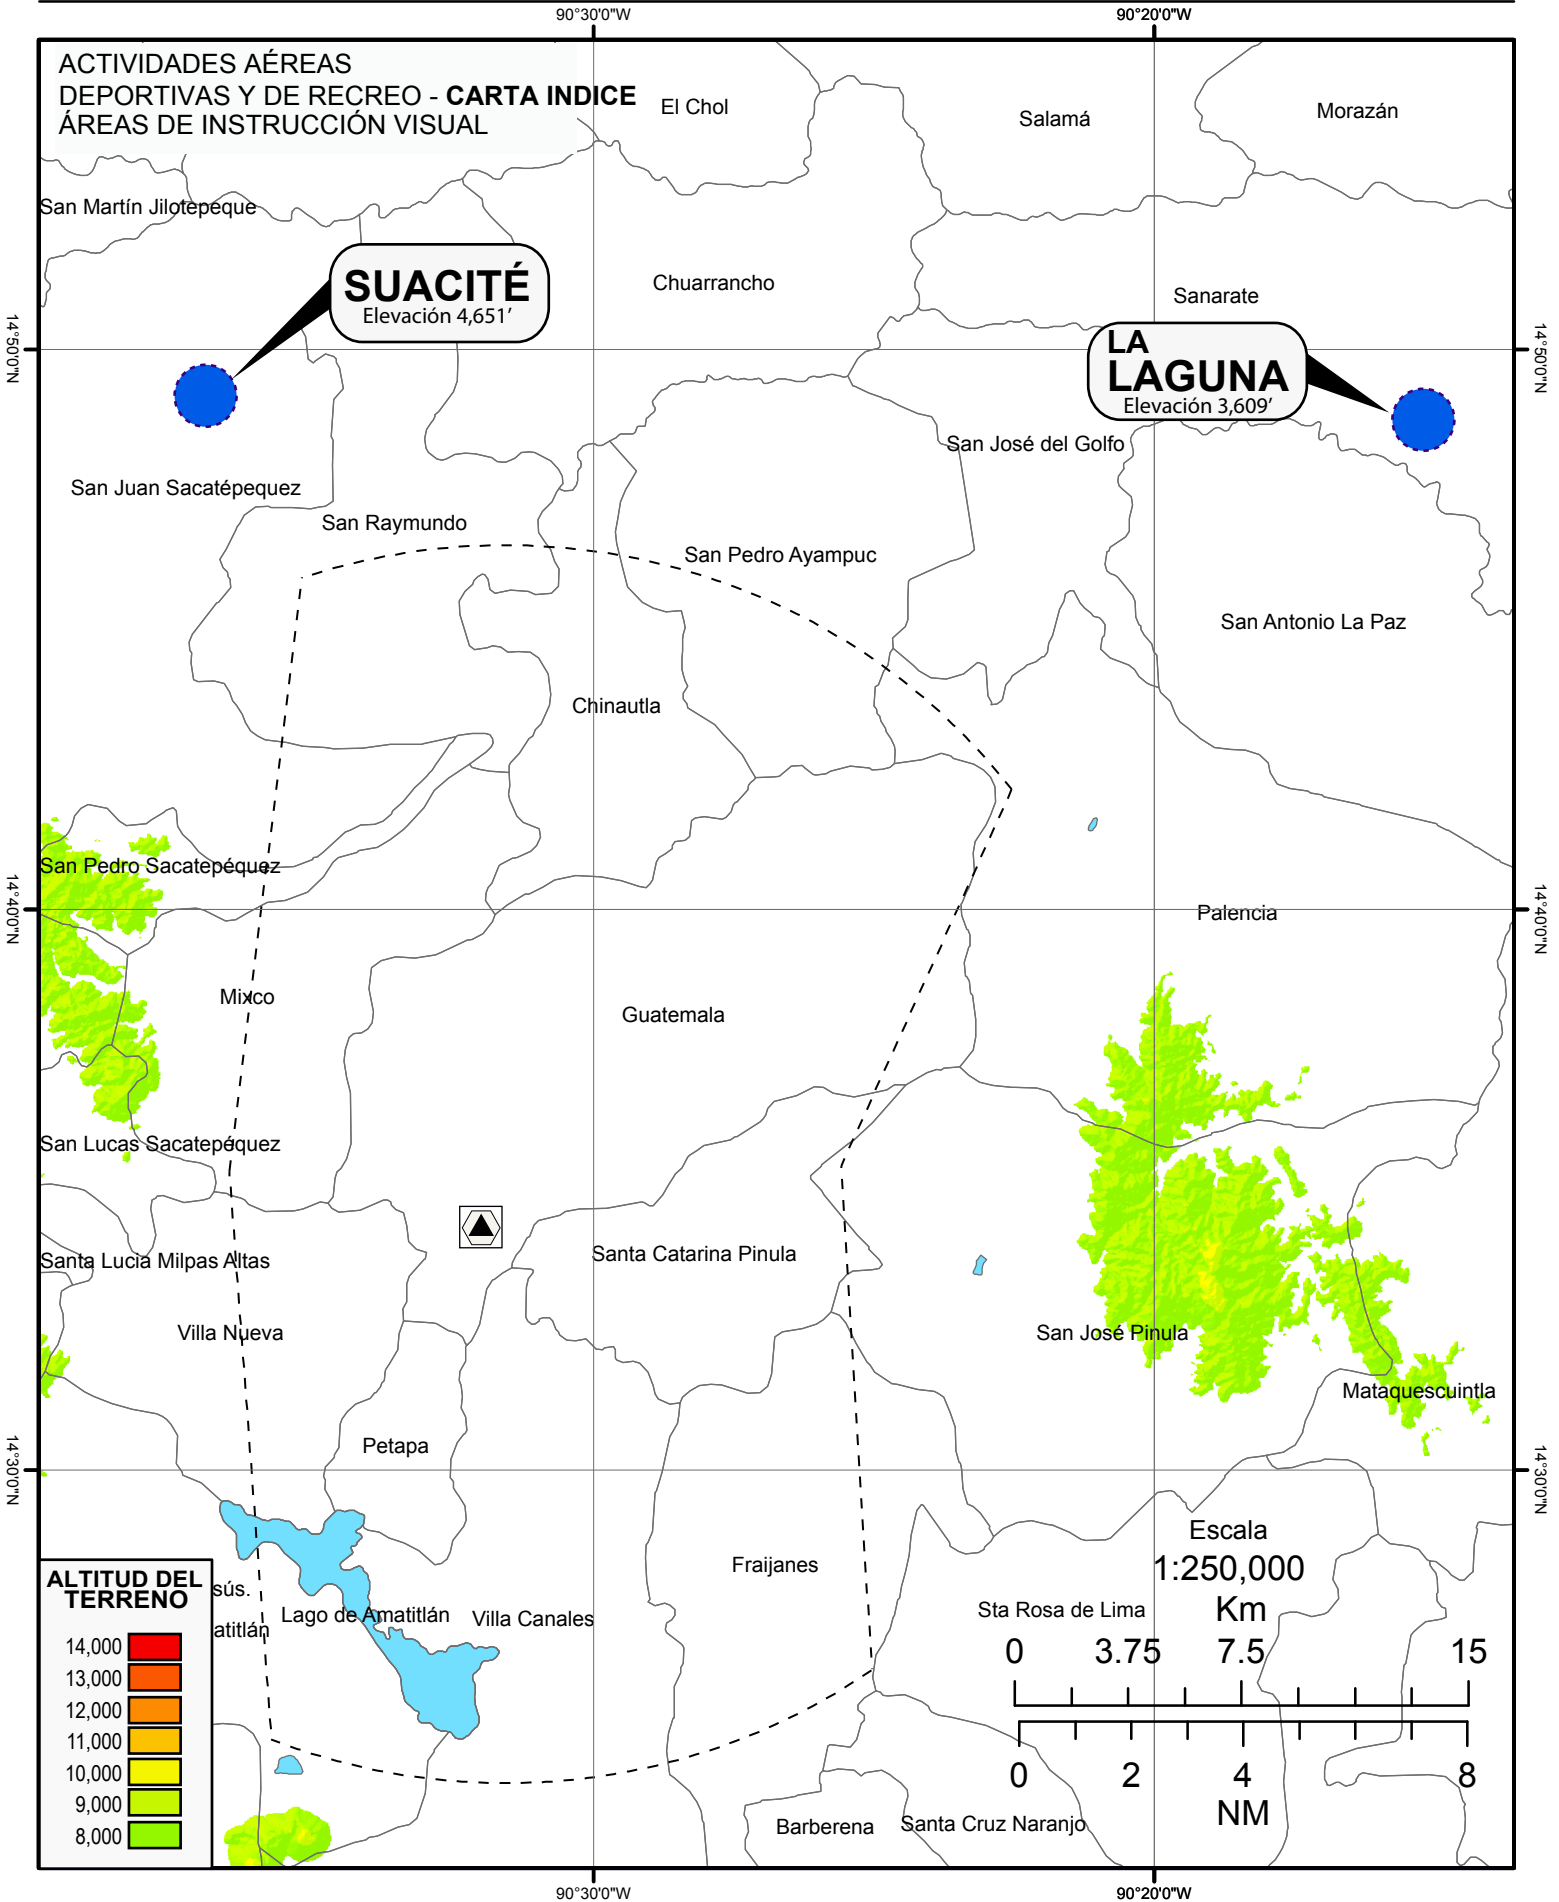 90°30'0"W
90°20'0"W
ACTIVIDADES AÉREAS
DEPORTIVAS Y DE RECREO - CARTA INDICE
ÁREAS DE INSTRUCCIÓN VISUAL
El Chol
Salamá
Morazán
San Martín Jilotepeque
SUACITÉ
Elevación 4,651’
Chuarrancho
Sanarate
14°50'0"N
14°50'0"N
LA
LAGUNA
Elevación 3,609’
San José del Golfo
San Juan Sacatépequez
San Raymundo
San Pedro Ayampuc
San Antonio La Paz
Chinautla
San Pedro Sacatepéquez
14°40'0"N
14°40'0"N
Palencia
Mixco
Guatemala
San Lucas Sacatepéquez
Santa Lucia Milpas Altas
Santa Catarina Pinula
Villa Nueva
San José Pinula
Mataquescuintla
Petapa
14°30'0"N
14°30'0"N
Escala
1:250,000
Km
Fraijanes
ALTITUD DEL
TERRENO
sús.
atitlán
Lago de Amatitlán
Villa Canales
Sta Rosa de Lima
0 3.75 7.5 15
14,000
13,000
12,000
11,000
10,000
9,000
8,000
0 2 4 8
NM
Barberena
Santa Cruz Naranjo
90°30'0"W
90°20'0"W